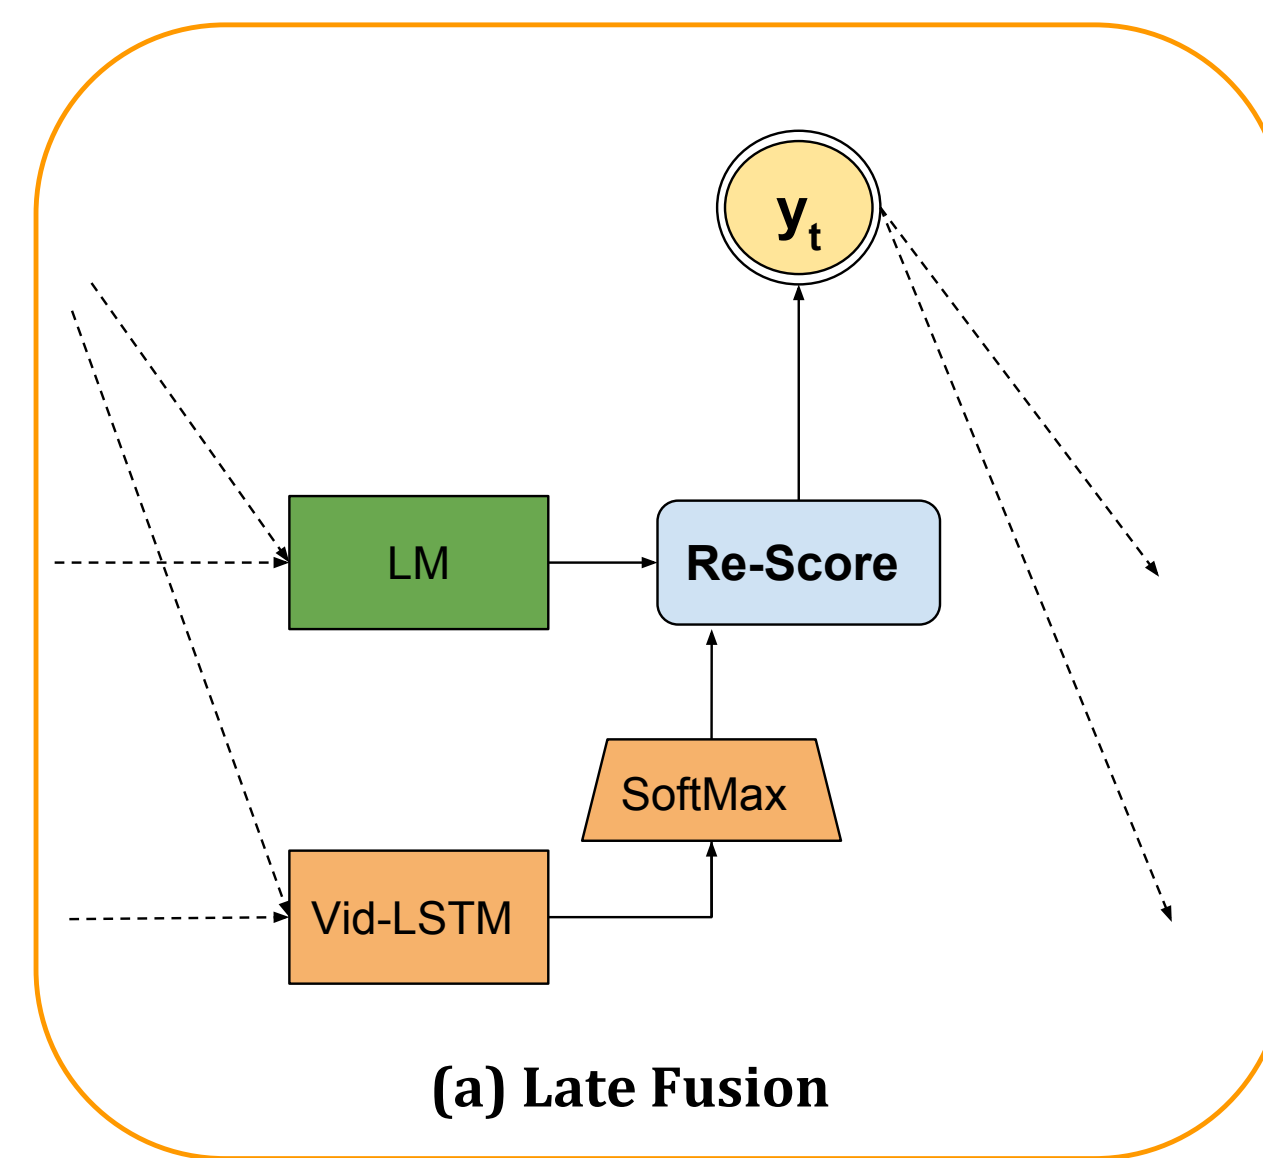 y_t
LM
Re-Score
SoftMax
Vid-LSTM
(a) Late Fusion